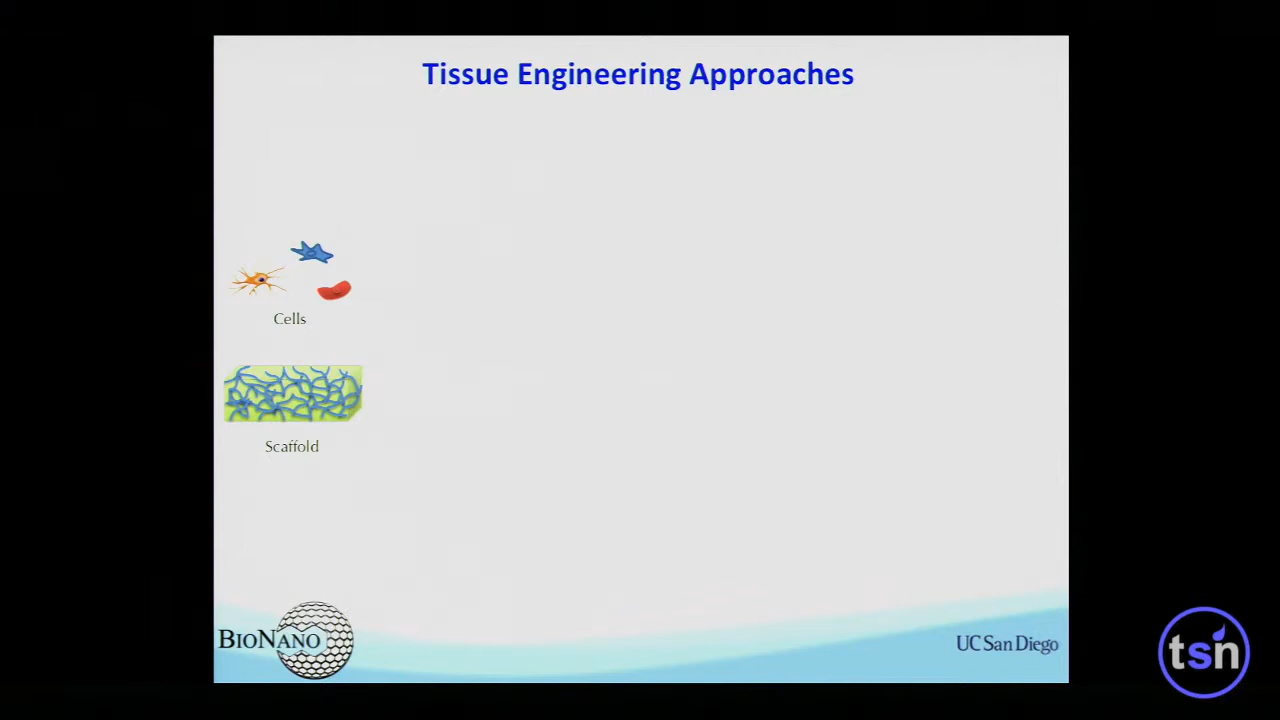 Tissue Engineering Approaches
Cells
Scaffold
BIONANO
UC San Diego
tsn